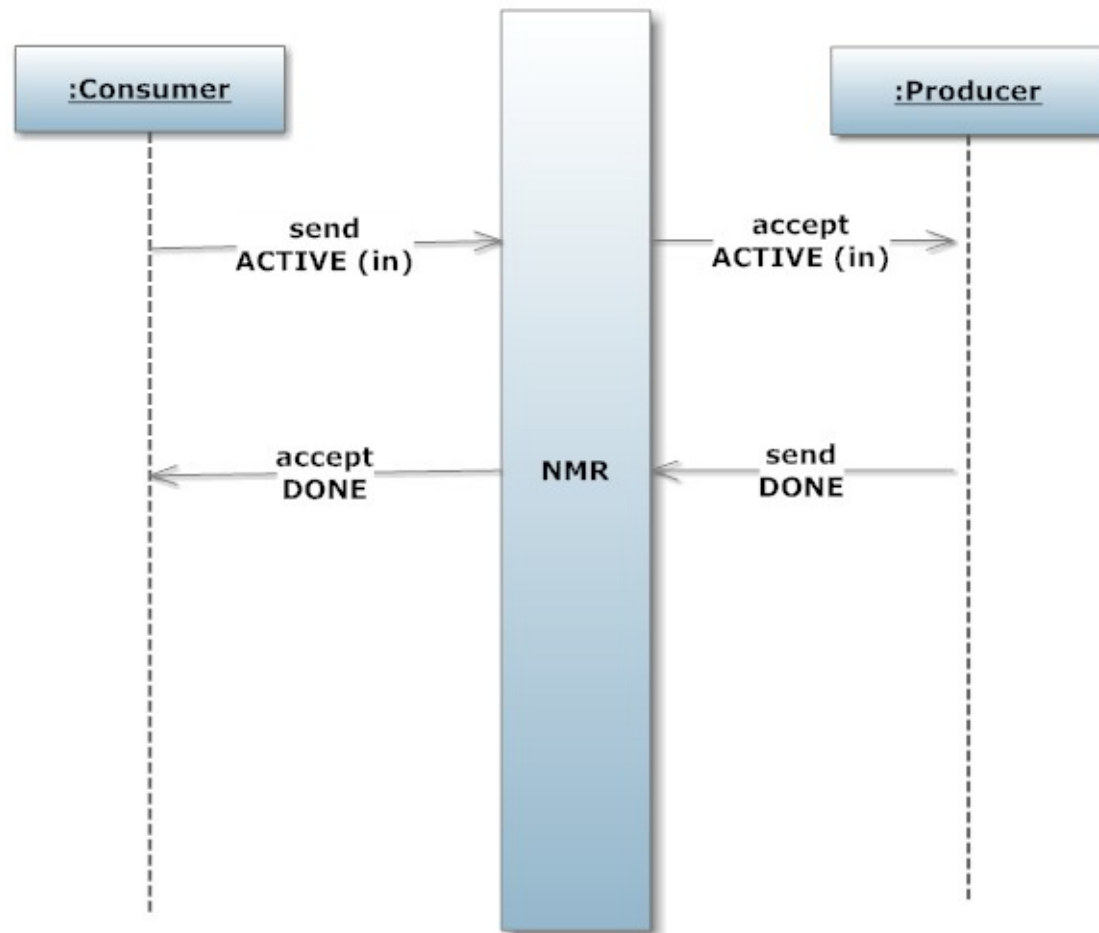 :Consumer
:Producer
send
ACTIVE (in)
accept
ACTIVE (in)
accept
DONE
NMR
send
DONE